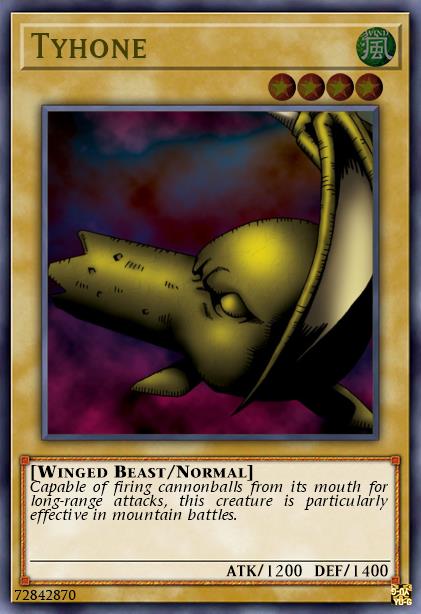 TYHONE
WIND
風
[WINGED BEAST/NORMAL]
Capable of firing cannonballs from its mouth for
long-range attacks, this creature is particularly
effective in mountain battles.
ATK/1200 DEF/1400
72842870